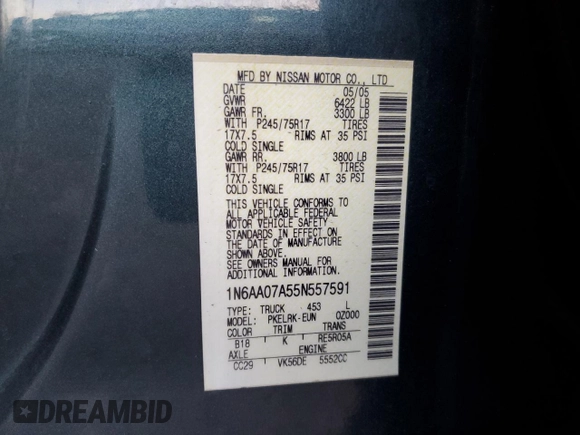 MFD BY NISSAN MOTOR CO., LTD
DATE 05/05
GVWR 6422 LB
GAWR FR. 3300 LB
WITH P245/75R17 TIRES
17X7.5 RIMS AT 35 PSI
COLD SINGLE
GAWR RR. 3800 LB
WITH P245/75R17 TIRES
17X7.5 RIMS AT 35 PSI
COLD SINGLE
THIS VEHICLE CONFORMS TO
ALL APPLICABLE FEDERAL
MOTOR VEHICLE SAFETY
STANDARDS IN EFFECT ON
THE DATE OF MANUFACTURE
SHOWN ABOVE.
1SEE OWNERS MANUAL FOR
ADDITIONAL INFORMATION
1N6AA07A55N557591
TYPE: TRUCK 453 L
MODEL: PKELRK-EUN 0Z000
COLOR TRIM TRANS
B18 K RE5R05A
AXLE ENGINE
CC29 VK56DE 5552CC
DREAMBID